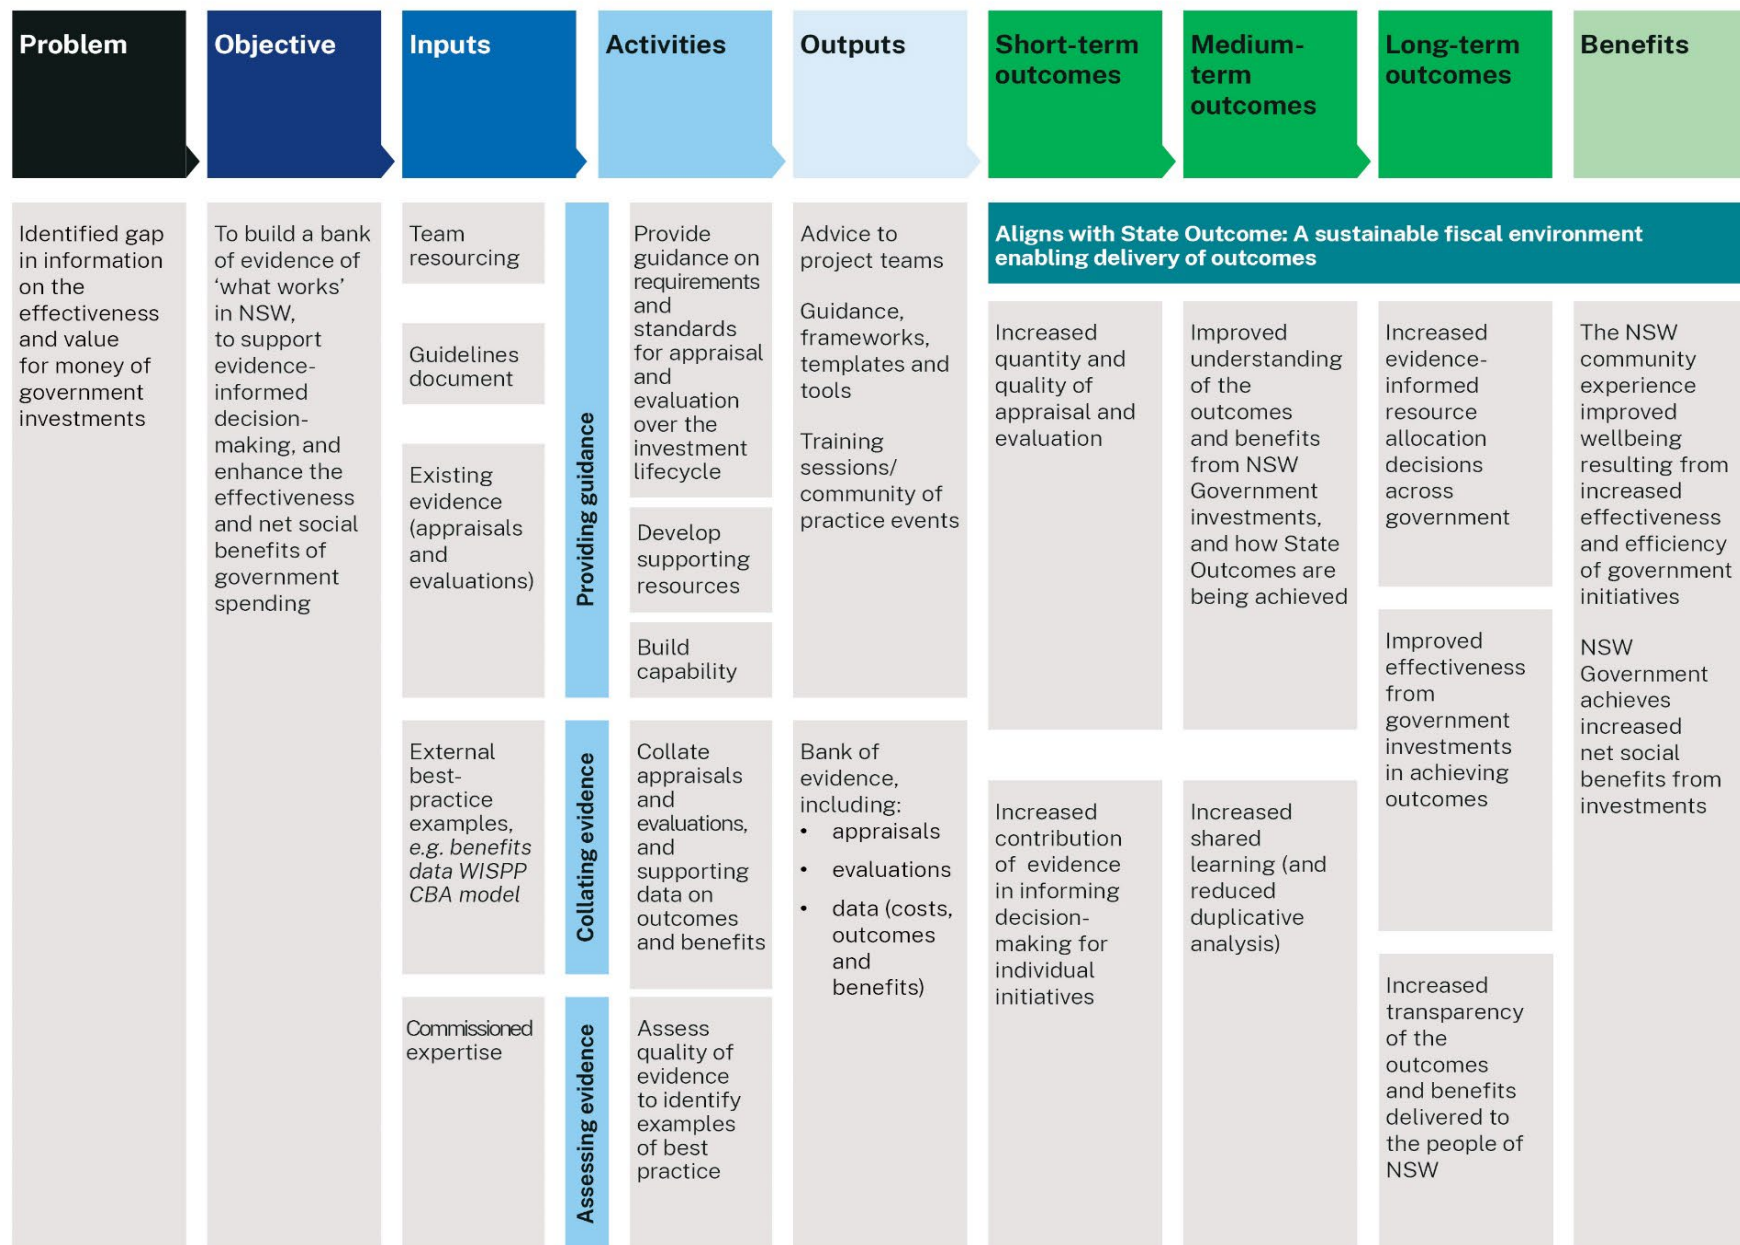 Problem
Objective
Inputs
Activities
Outputs
Short-term
outcomes
Medium-
term
outcomes
Long-term
outcomes
Benefits
Identified gap
in information
on the
effectiveness
and value
for money of
government
investments
To build a bank
of evidence of
‘what works’
in NSW,
to support
evidence-
informed
decision-
making, and
enhance the
effectiveness
and net social
benefits of
government
spending
Team
resourcing
Guidelines
document
Existing
evidence
(appraisals
and
evaluations)
External
best-
practice
examples,
e.g. benefits
data WISPP
CBA model
Commissioned
expertise
Providing guidance
Collating evidence
Assessing evidence
Provide
guidance on
requirements
and
standards
for appraisal
and
evaluation
over the
investment
lifecycle
Develop
supporting
resources
Build
capability
Collate
appraisals
and
evaluations,
and
supporting
data on
outcomes
and benefits
Assess
quality of
evidence
to identify
examples
of best
practice
Advice to
project teams
Guidance,
frameworks,
templates and
tools
Training
sessions/
community of
practice events
Bank of
evidence,
including:
• appraisals
• evaluations
• data (costs,
outcomes
and
benefits)
Aligns with State Outcome: A sustainable fiscal environment
enabling delivery of outcomes
Increased
quantity and
quality of
appraisal and
evaluation
Increased
contribution
of evidence
in informing
decision-
making for
individual
initiatives
Improved
understanding
of the
outcomes
and benefits
from NSW
Government
investments,
and how State
Outcomes are
being achieved
Increased
shared
learning (and
reduced
duplicative
analysis)
Increased
evidence-
informed
resource
allocation
decisions
across
government
Improved
effectiveness
from
government
investments
in achieving
outcomes
Increased
transparency
of the
outcomes
and benefits
delivered to
the people of
NSW
The NSW
community
experience
improved
wellbeing
resulting from
increased
effectiveness
and efficiency
of government
initiatives
NSW
Government
achieves
increased
net social
benefits from
investments